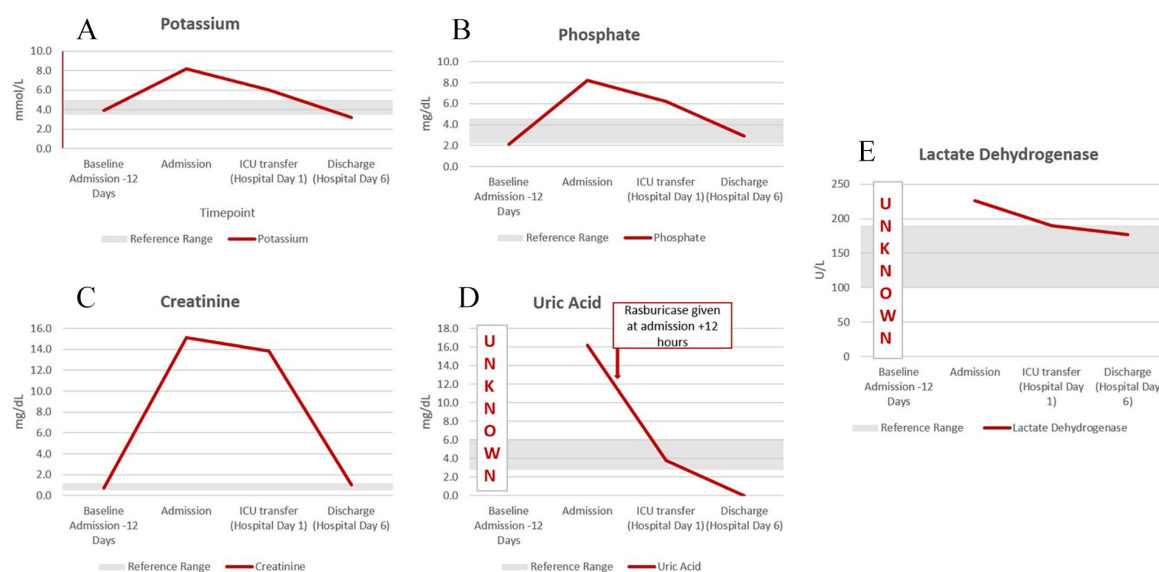 A
Potassium
10.0
8.0
6.0
4.0
2.0
0.0
mmol/L
Baseline
Admission -12
Days
Admission
ICU transfer
(Hospital Day 1)
Discharge
(Hospital Day 6)
Timepoint
Reference Range
Potassium
B
Phosphate
10.0
8.0
6.0
4.0
2.0
0.0
mg/dL
Baseline
Admission -12
Days
Admission
ICU transfer
(Hospital Day 1)
Discharge
(Hospital Day 6)
Reference Range
Phosphate
C
Creatinine
16.0
14.0
12.0
10.0
8.0
6.0
4.0
2.0
0.0
mg/dL
Baseline
Admission -12
Days
Admission
ICU transfer
(Hospital Day 1)
Discharge
(Hospital Day 6)
Reference Range
Creatinine
D
Uric Acid
Rasburicase given
at admission +12
hours
18.0
16.0
14.0
12.0
10.0
8.0
6.0
4.0
2.0
0.0
mg/dL
UNKNOWN
Baseline
Admission -12
Days
Admission
ICU transfer
(Hospital Day 1)
Discharge
(Hospital Day 6)
Reference Range
Uric Acid
E
Lactate Dehydrogenase
250
200
150
100
50
0
U/L
UNKNOWN
Baseline
Admission -12
Days
Admission
ICU transfer
(Hospital Day
1)
Discharge
(Hospital Day
6)
Reference Range
Lactate Dehydrogenase